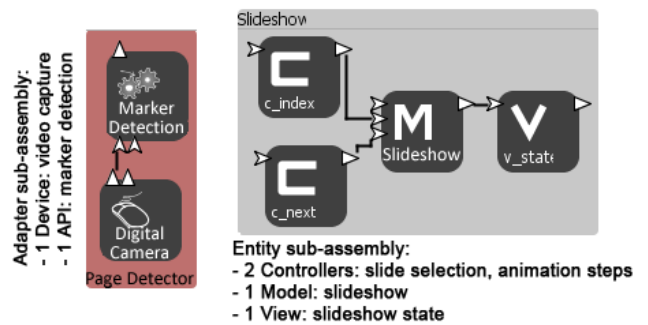 Adapter sub-assembly:
- 1 Device: video capture
- 1 API: marker detection
Marker
Detection
Digital
Camera
Page Detector
Slideshow
C
c_index
C
c_next
M
Slideshow
V
v_state
Entity sub-assembly:
- 2 Controllers: slide selection, animation steps
- 1 Model: slideshow
- 1 View: slideshow state